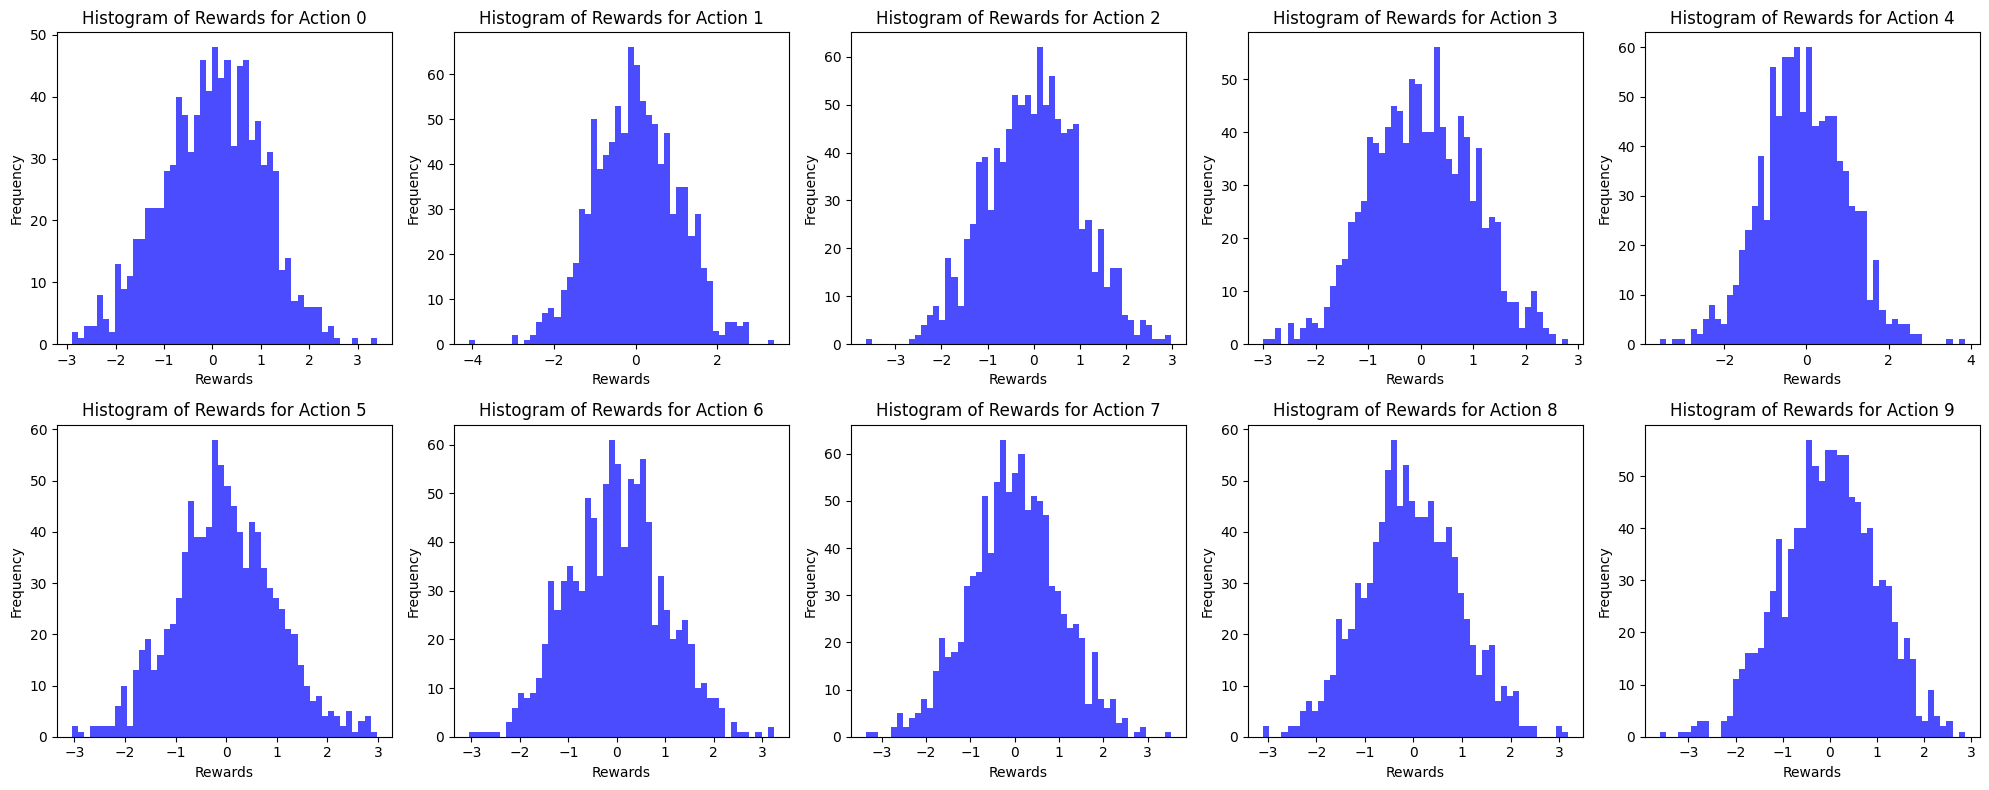 Histogram of Rewards for Action 0
50
40
30
20
10
0
Frequency
−3 −2 −1 0 1 2 3
Rewards
Histogram of Rewards for Action 1
60
50
40
30
20
10
0
Frequency
−4 −2 0 2
Rewards
Histogram of Rewards for Action 2
60
50
40
30
20
10
0
Frequency
−3 −2 −1 0 1 2 3
Rewards
Histogram of Rewards for Action 3
50
40
30
20
10
0
Frequency
−3 −2 −1 0 1 2 3
Rewards
Histogram of Rewards for Action 4
60
50
40
30
20
10
0
Frequency
−2 0 2 4
Rewards
Histogram of Rewards for Action 5
60
50
40
30
20
10
0
Frequency
−3 −2 −1 0 1 2 3
Rewards
Histogram of Rewards for Action 6
60
50
40
30
20
10
0
Frequency
−3 −2 −1 0 1 2 3
Rewards
Histogram of Rewards for Action 7
60
50
40
30
20
10
0
Frequency
−3 −2 −1 0 1 2 3
Rewards
Histogram of Rewards for Action 8
60
50
40
30
20
10
0
Frequency
−3 −2 −1 0 1 2 3
Rewards
Histogram of Rewards for Action 9
50
40
30
20
10
0
Frequency
−3 −2 −1 0 1 2 3
Rewards